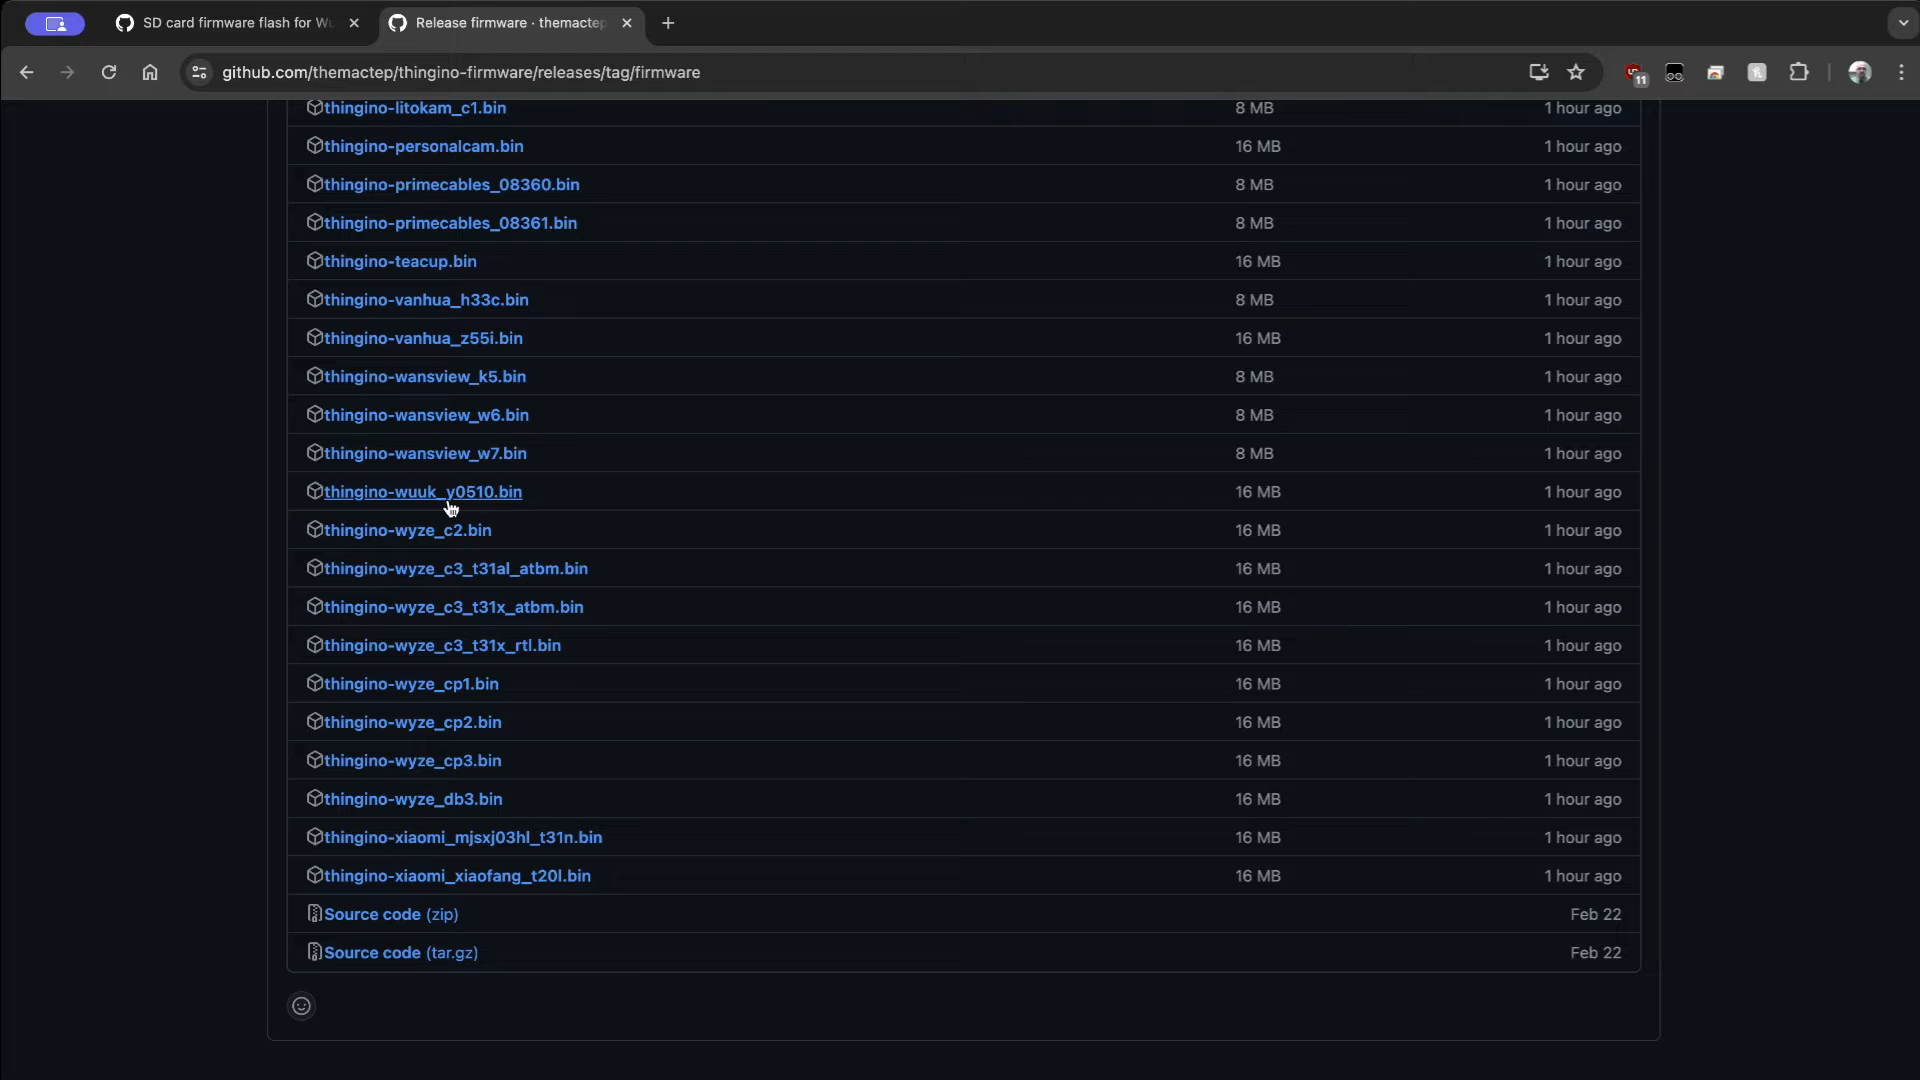 SD card firmware flash for Wu
Release firmware · themactep
github.com/themactep/thingino-firmware/releases/tag/firmware
11
thingino-litokam_c1.bin 8 MB 1 hour ago
thingino-personalcam.bin 16 MB 1 hour ago
thingino-primecables_08360.bin 8 MB 1 hour ago
thingino-primecables_08361.bin 8 MB 1 hour ago
thingino-teacup.bin 16 MB 1 hour ago
thingino-vanhua_h33c.bin 8 MB 1 hour ago
thingino-vanhua_z55i.bin 16 MB 1 hour ago
thingino-wansview_k5.bin 8 MB 1 hour ago
thingino-wansview_w6.bin 8 MB 1 hour ago
thingino-wansview_w7.bin 8 MB 1 hour ago
thingino-wuuk_y0510.bin 16 MB 1 hour ago
thingino-wyze_c2.bin 16 MB 1 hour ago
thingino-wyze_c3_t31al_atbm.bin 16 MB 1 hour ago
thingino-wyze_c3_t31x_atbm.bin 16 MB 1 hour ago
thingino-wyze_c3_t31x_rtl.bin 16 MB 1 hour ago
thingino-wyze_cp1.bin 16 MB 1 hour ago
thingino-wyze_cp2.bin 16 MB 1 hour ago
thingino-wyze_cp3.bin 16 MB 1 hour ago
thingino-wyze_db3.bin 16 MB 1 hour ago
thingino-xiaomi_mjsxj03hl_t31n.bin 16 MB 1 hour ago
thingino-xiaomi_xiaofang_t20l.bin 16 MB 1 hour ago
Source code (zip) Feb 22
Source code (tar.gz) Feb 22